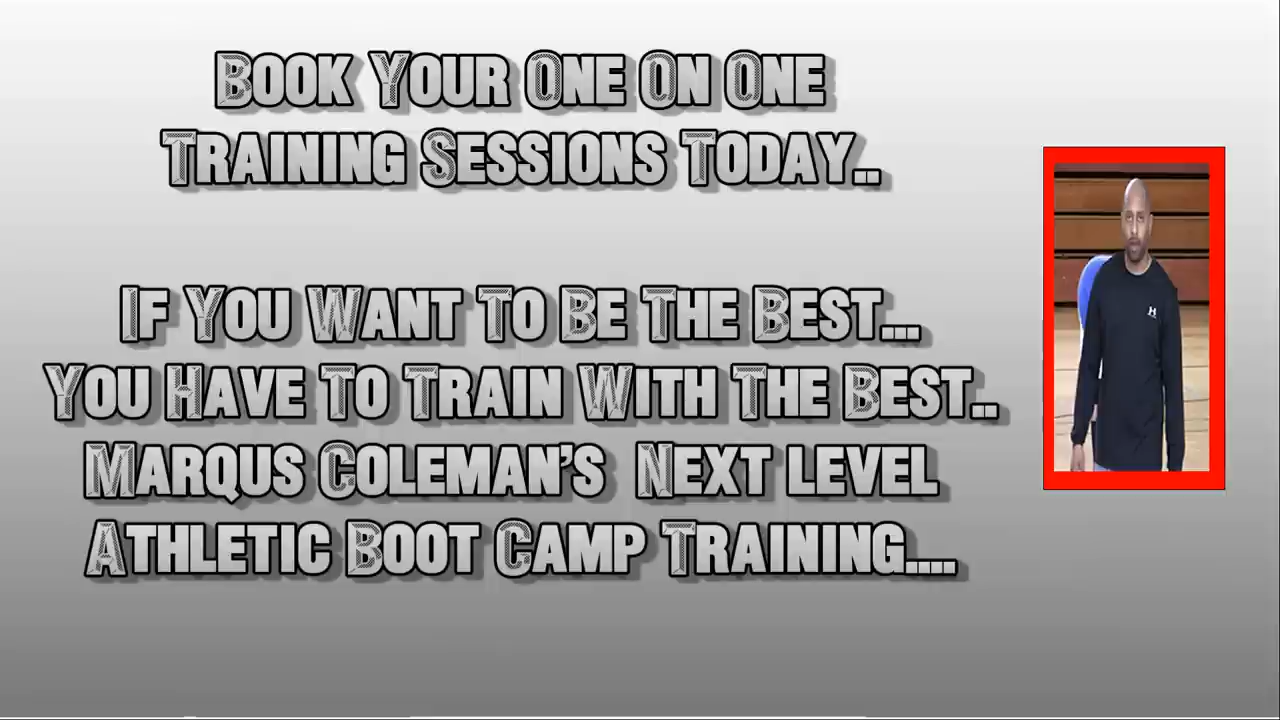 Book Your One On One
Training Sessions Today..
If You Want To Be The Best...
You Have To Train With The Best..
Marqus Coleman's Next level
Athletic Boot Camp Training....